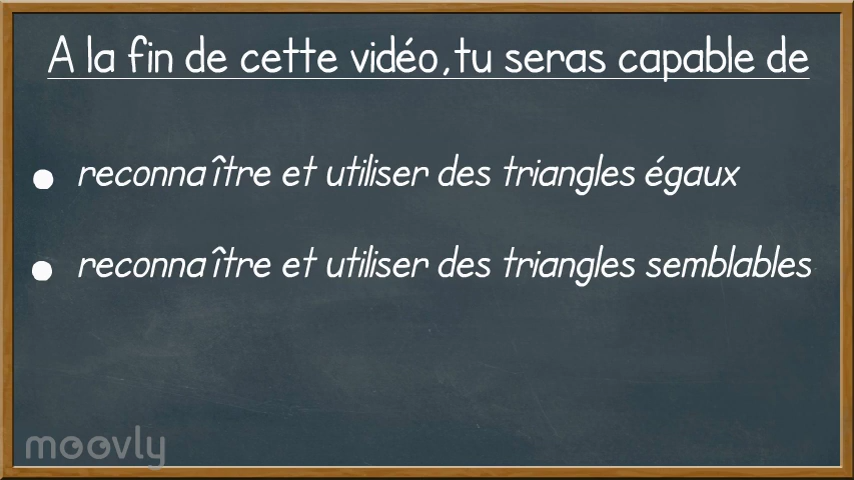 A la fin de cette vidéo, tu seras capable de
reconnaître et utiliser des triangles égaux
reconnaître et utiliser des triangles semblables
moovly